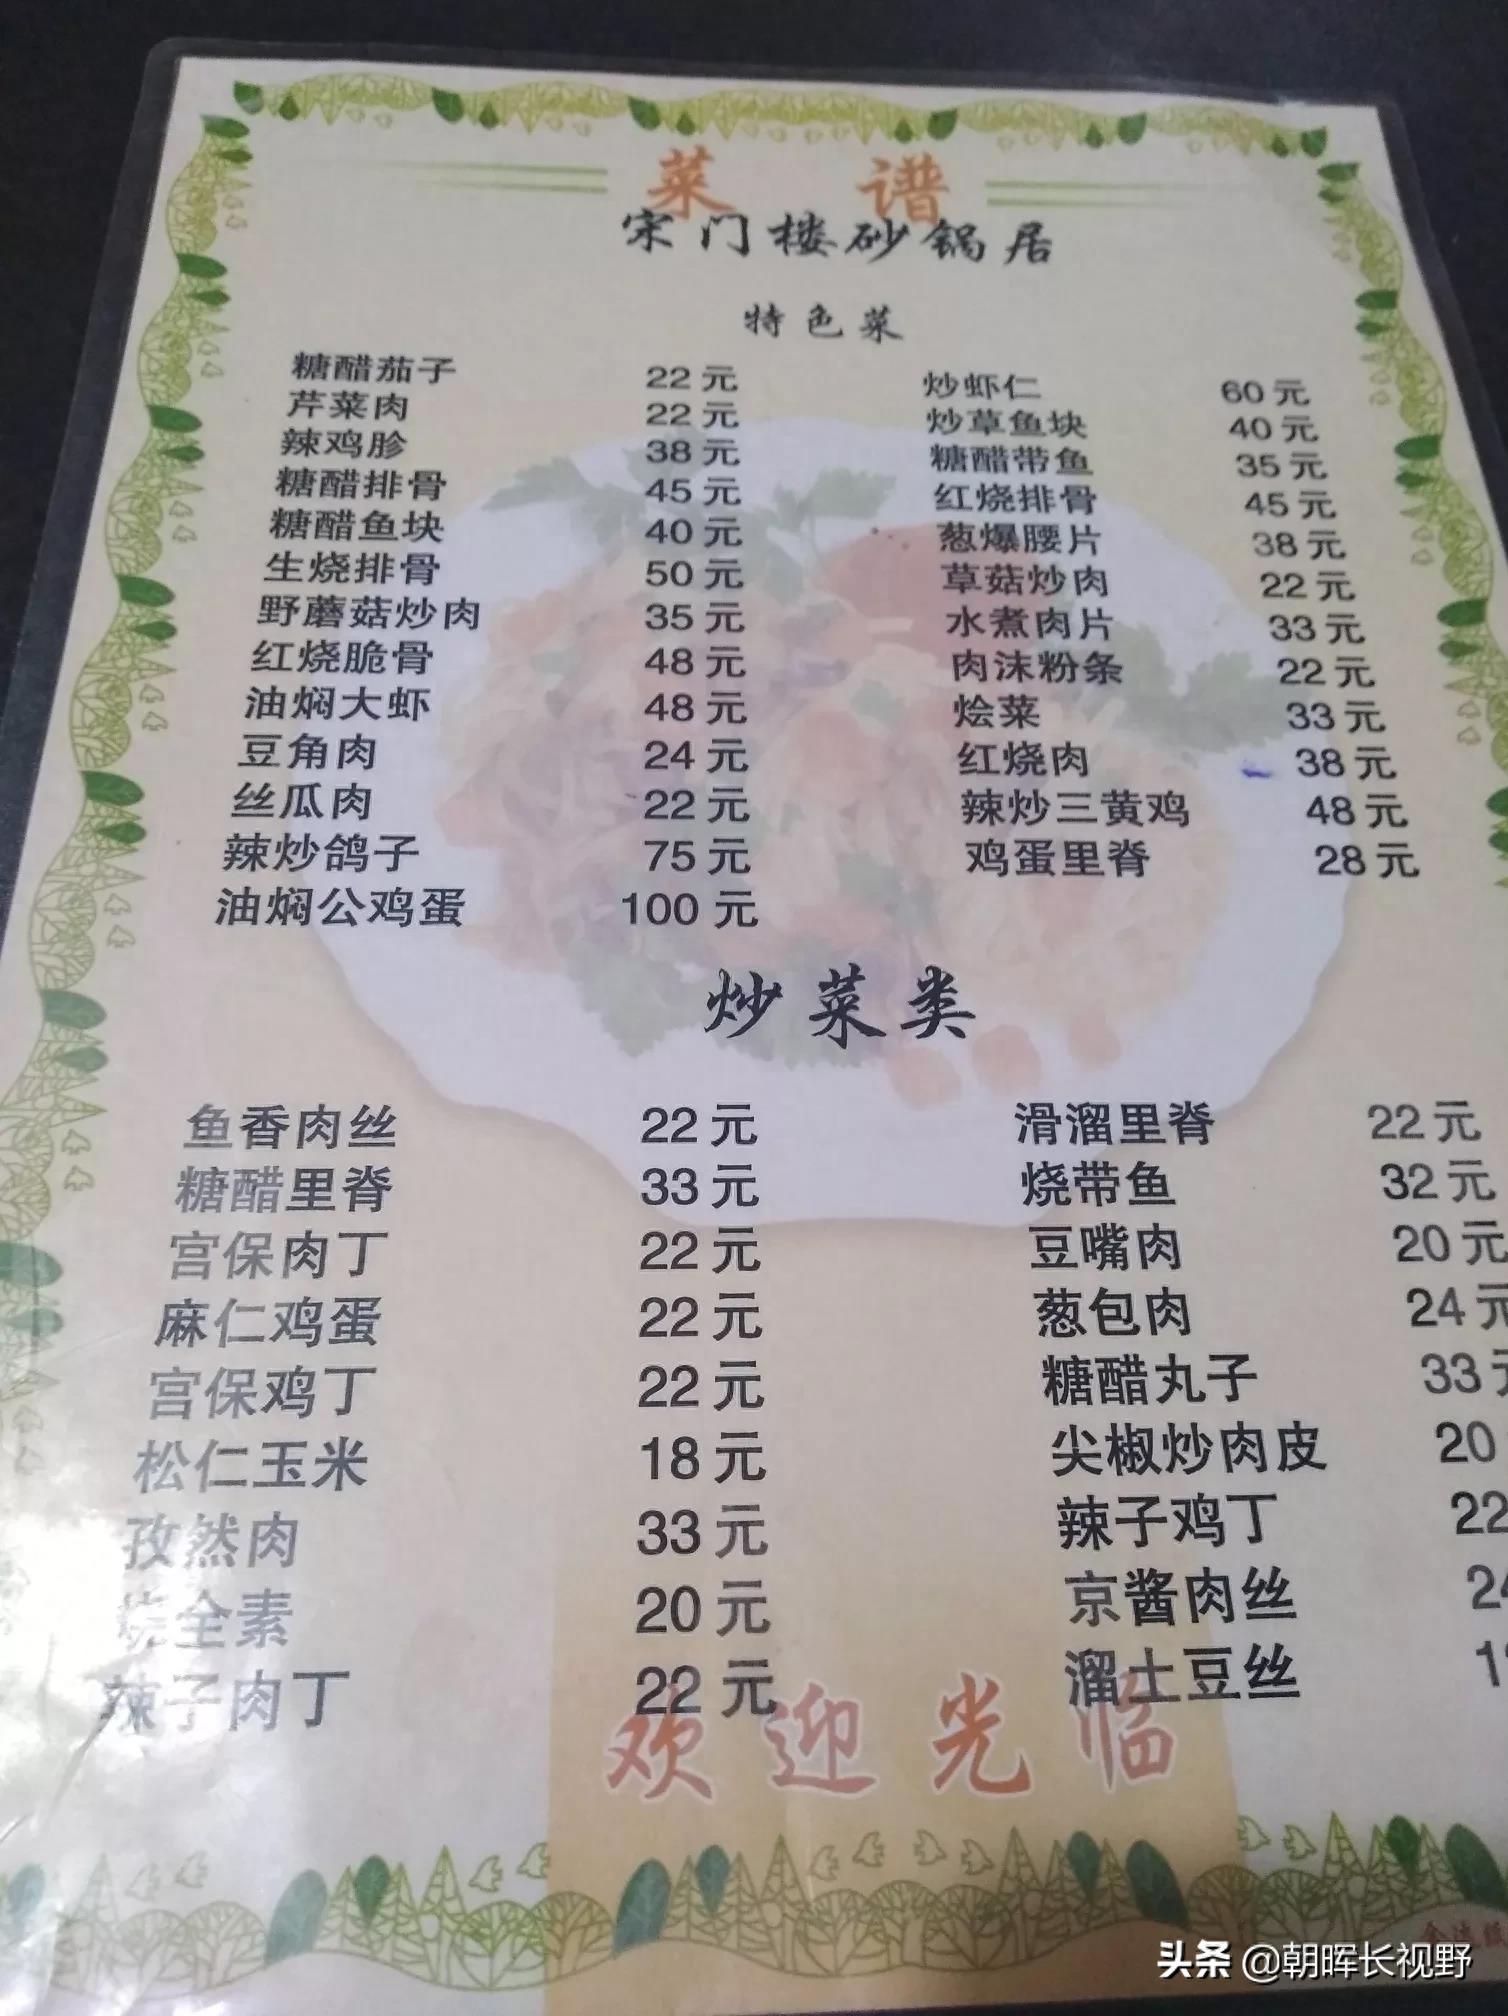 菜 谱
宋门楼砂锅居
特色菜
糖醋茄子 22元 炒虾仁 60元
芹菜肉 22元 炒草鱼块 40元
辣鸡胗 38元 糖醋带鱼 35元
糖醋排骨 45元 红烧排骨 45元
糖醋鱼块 40元 葱爆腰片 38元
生烧排骨 50元 草菇炒肉 22元
野蘑菇炒肉 35元 水煮肉片 33元
红烧脆骨 48元 肉沫粉条 22元
油焖大虾 48元 烩菜 33元
豆角肉 24元 红烧肉 38元
丝瓜肉 22元 辣炒三黄鸡 48元
辣炒鸽子 75元 鸡蛋里脊 28元
油焖公鸡蛋 100元
炒菜类
鱼香肉丝 22元 滑溜里脊 22元
糖醋里脊 33元 烧带鱼 32元
宫保肉丁 22元 豆嘴肉 20元
麻仁鸡蛋 22元 葱包肉 24元
宫保鸡丁 22元 糖醋丸子 33元
松仁玉米 18元 尖椒炒肉皮 20
孜然肉 33元 辣子鸡丁 22
烧全素 20元 京酱肉丝 24
辣子肉丁 22元 溜土豆丝
欢迎光临
头条 @朝晖长视野